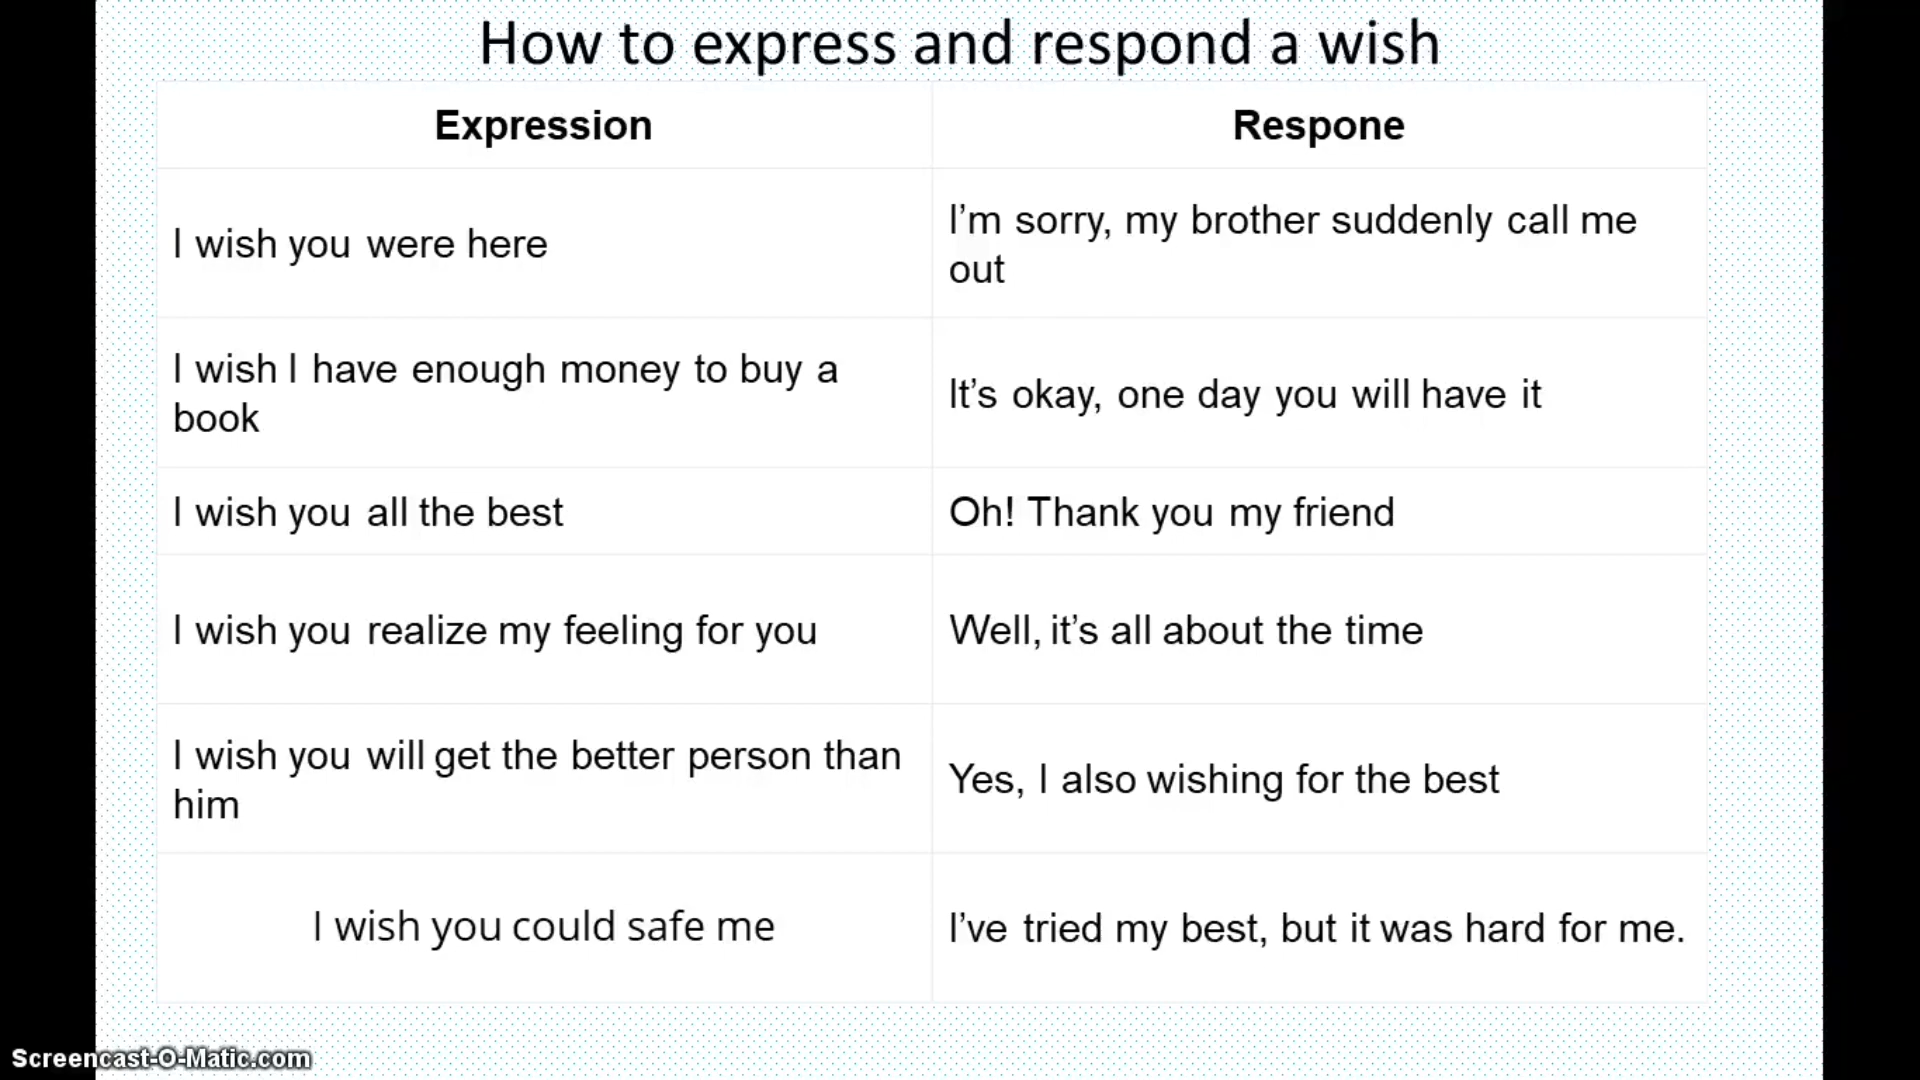 How to express and respond a wish
Expression
Respone
I wish you were here
I'm sorry, my brother suddenly call me
out
I wish I have enough money to buy a
book
It's okay, one day you will have it
I wish you all the best
Oh! Thank you my friend
I wish you realize my feeling for you
Well, it's all about the time
I wish you will get the better person than
him
Yes, I also wishing for the best
I wish you could safe me
I've tried my best, but it was hard for me.
Screencast-O-Matic.com